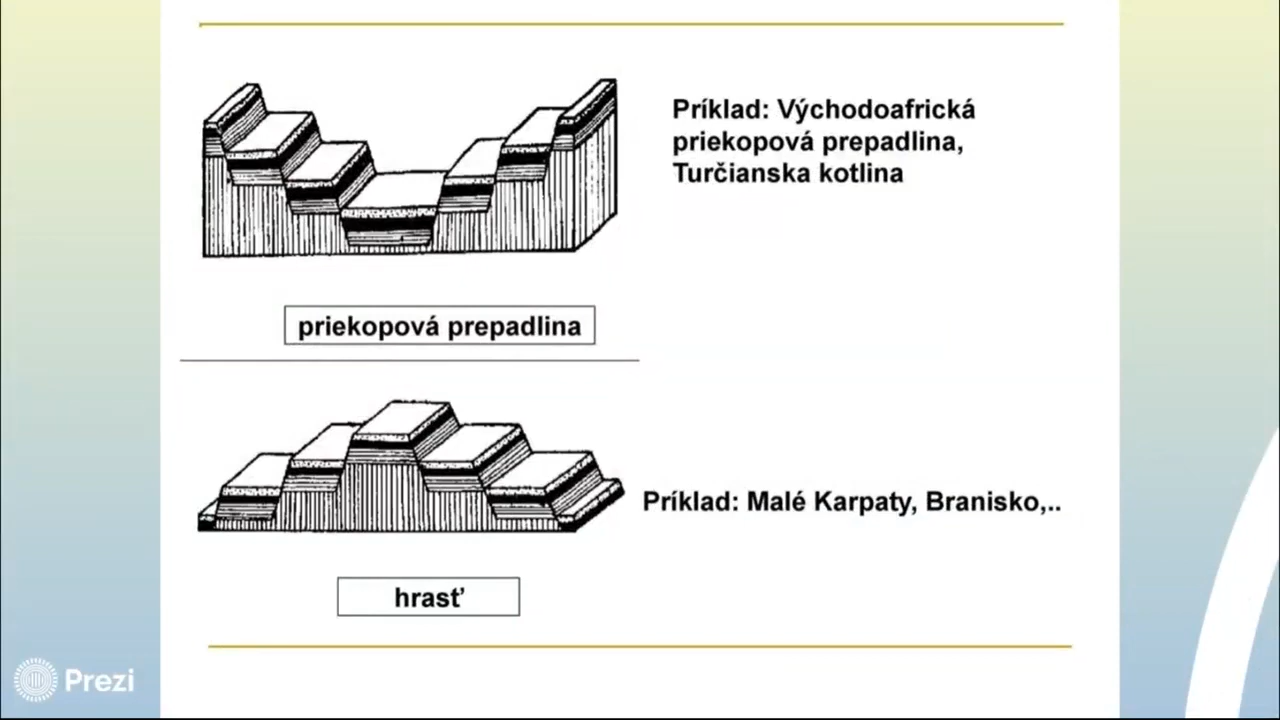 Príklad: Východoafrická
priekopová prepadlina,
Turčianska kotlina
priekopová prepadlina
Príklad: Malé Karpaty, Branisko,..
hrasť
Prezi